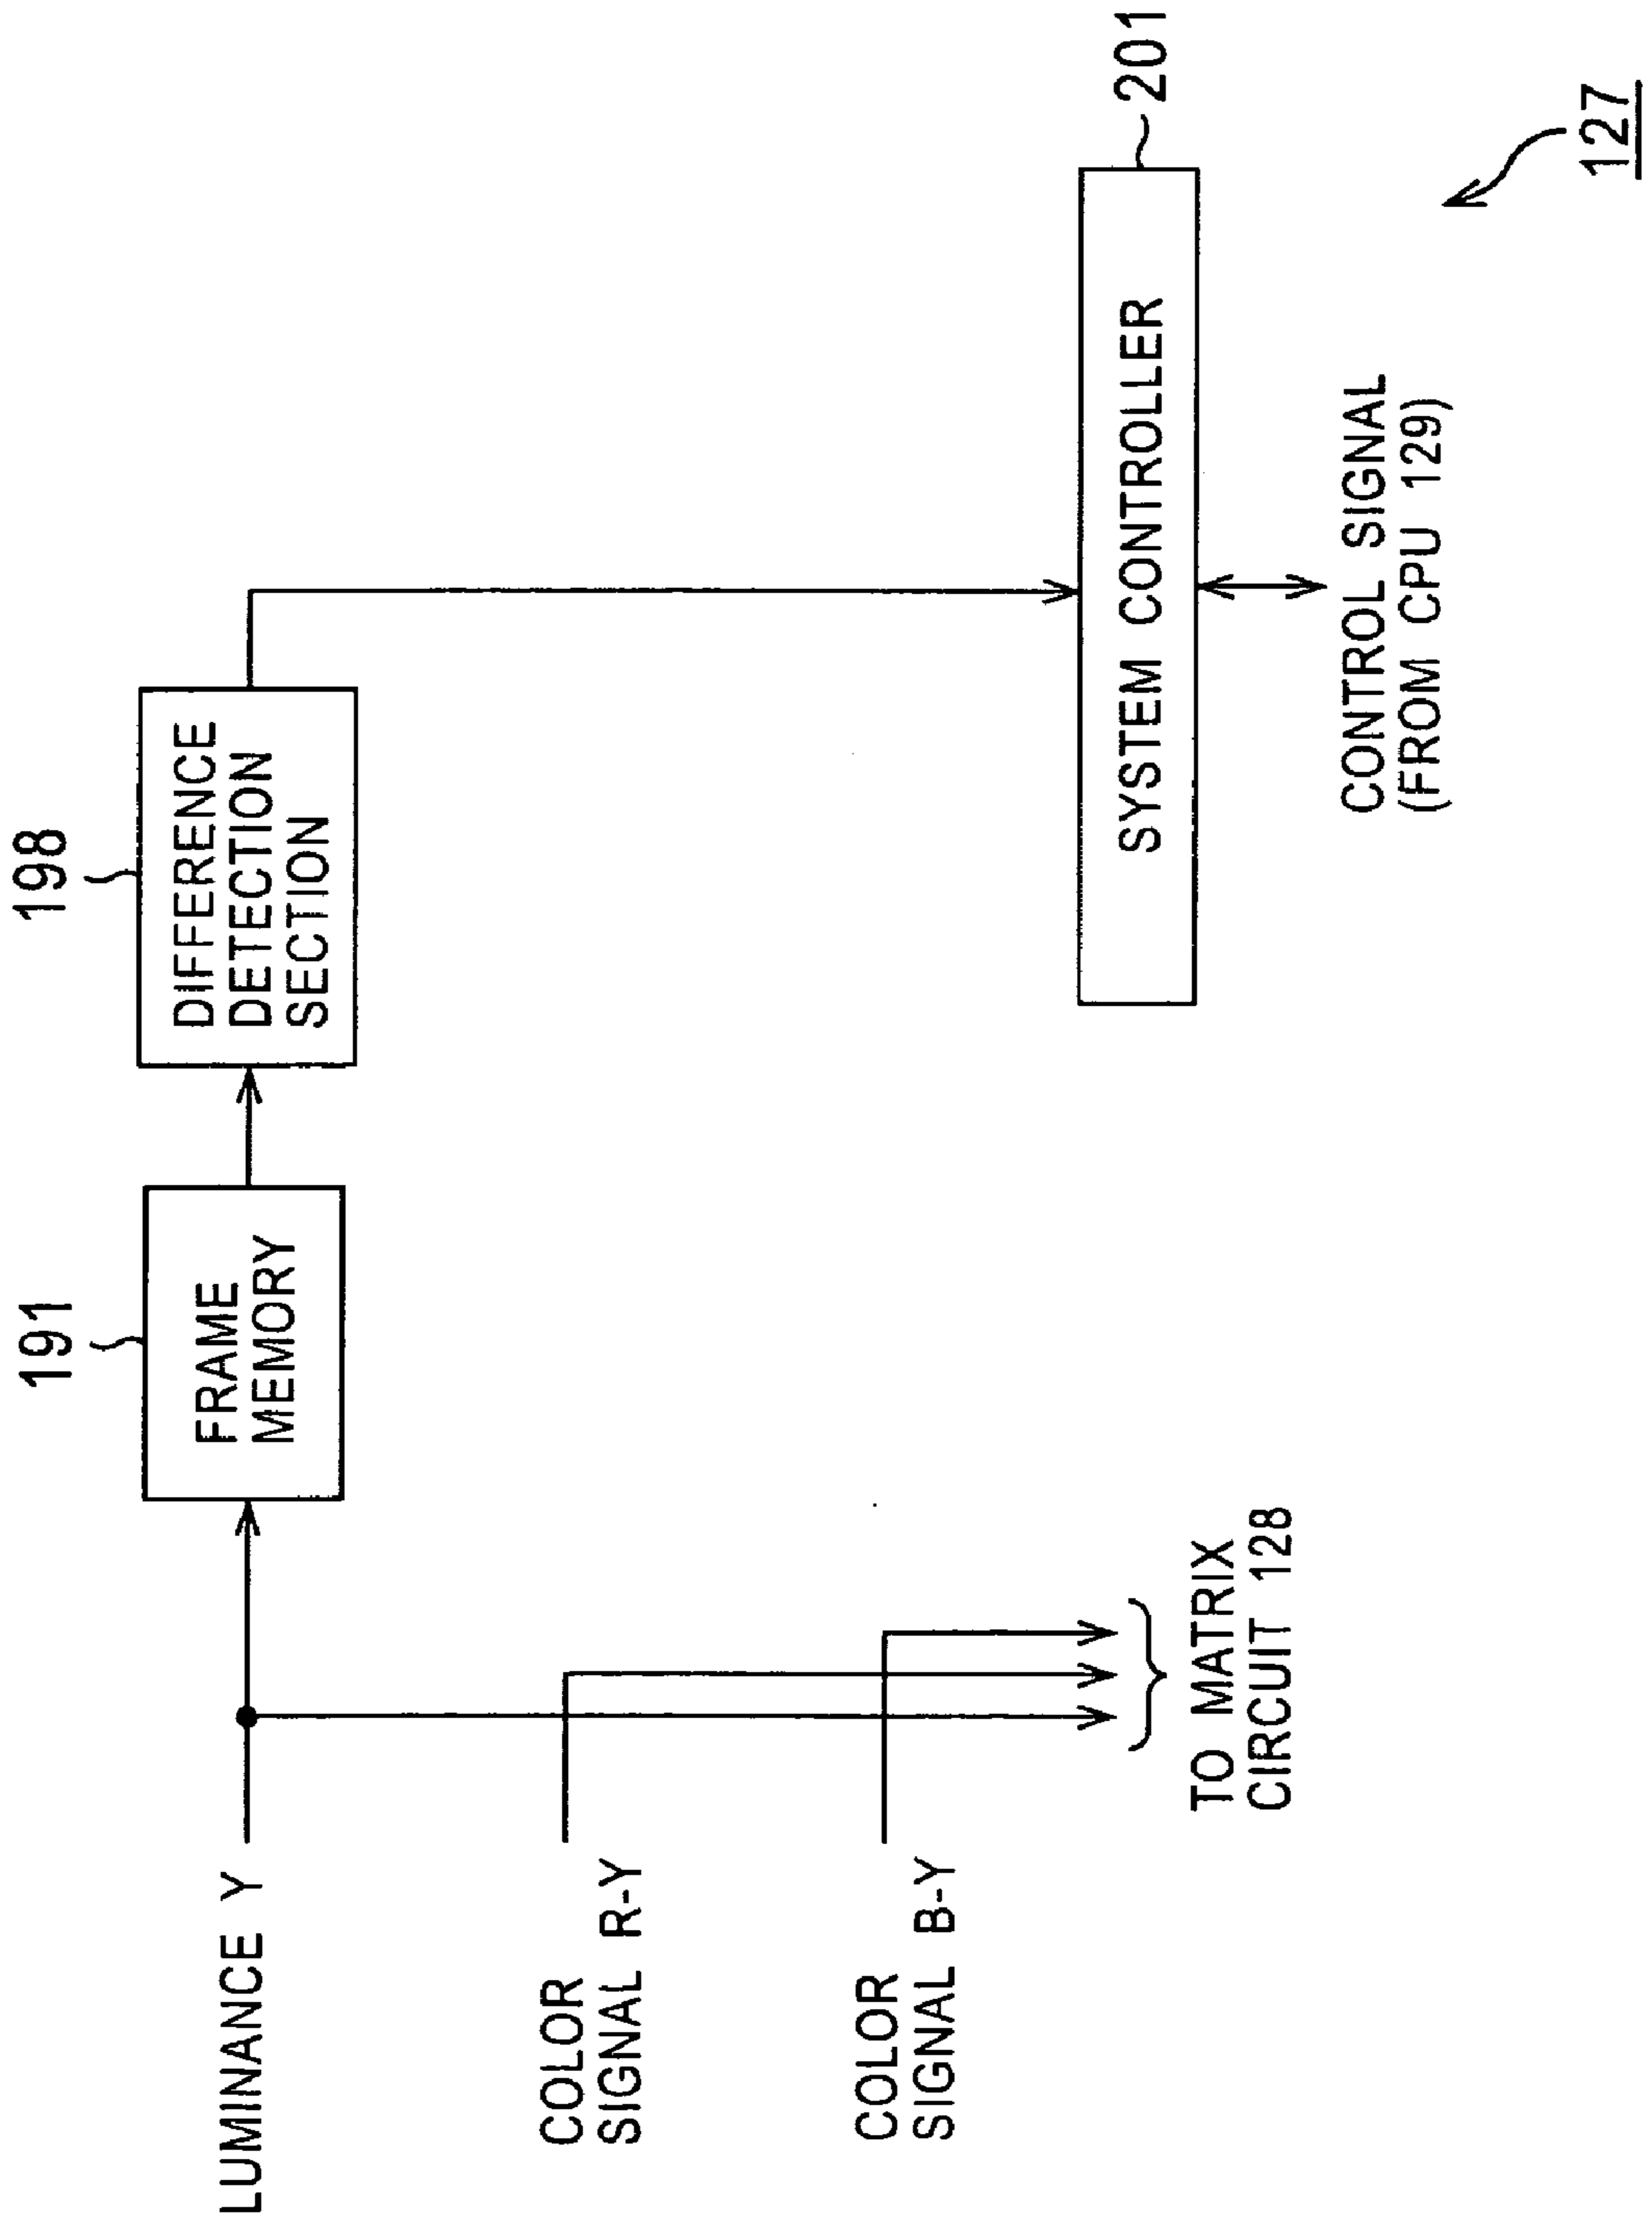 191
198
FRAME
MEMORY
DIFFERENCE
DETECTION
SECTION
LUMINANCE Y
COLOR
SIGNAL R-Y
COLOR
SIGNAL B-Y
TO MATRIX
CIRCUIT 128
SYSTEM CONTROLLER
201
CONTROL SIGNAL
(FROM CPU 129)
127